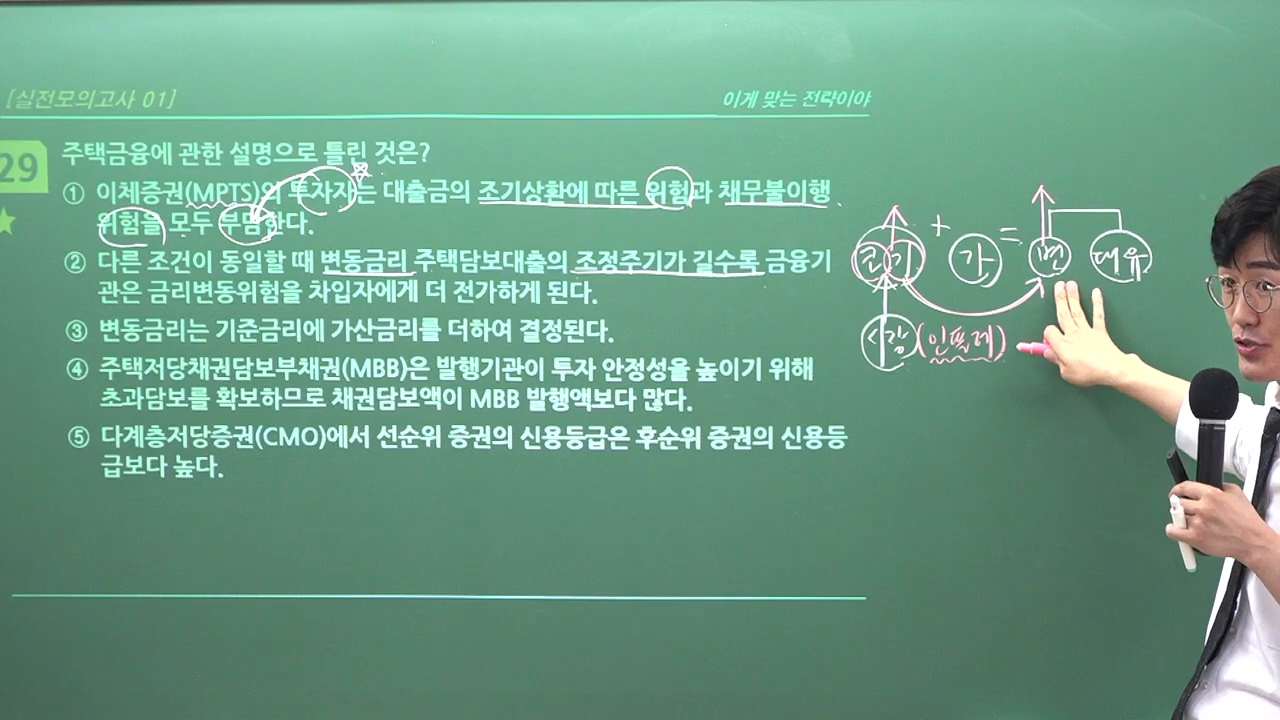 [실전모의고사 01]
이게 맞는 전략이야
29 주택금융에 관한 설명으로 틀린 것은?
① 이체증권(MPTS)의 투자자는 대출금의 조기상환에 따른 위험과 채무불이행
위험을 모두 부담한다.
② 다른 조건이 동일할 때 변동금리 주택담보대출의 조정주기가 길수록 금융기
관은 금리변동위험을 차입자에게 더 전가하게 된다.
③ 변동금리는 기준금리에 가산금리를 더하여 결정된다.
④ 주택저당채권담보부채권(MBB)은 발행기관이 투자 안정성을 높이기 위해
초과담보를 확보하므로 채권담보액이 MBB 발행액보다 많다.
⑤ 다계층저당증권(CMO)에서 선순위 증권의 신용등급은 후순위 증권의 신용등
급보다 높다.
+ 가 = 변 대유
(인플레)